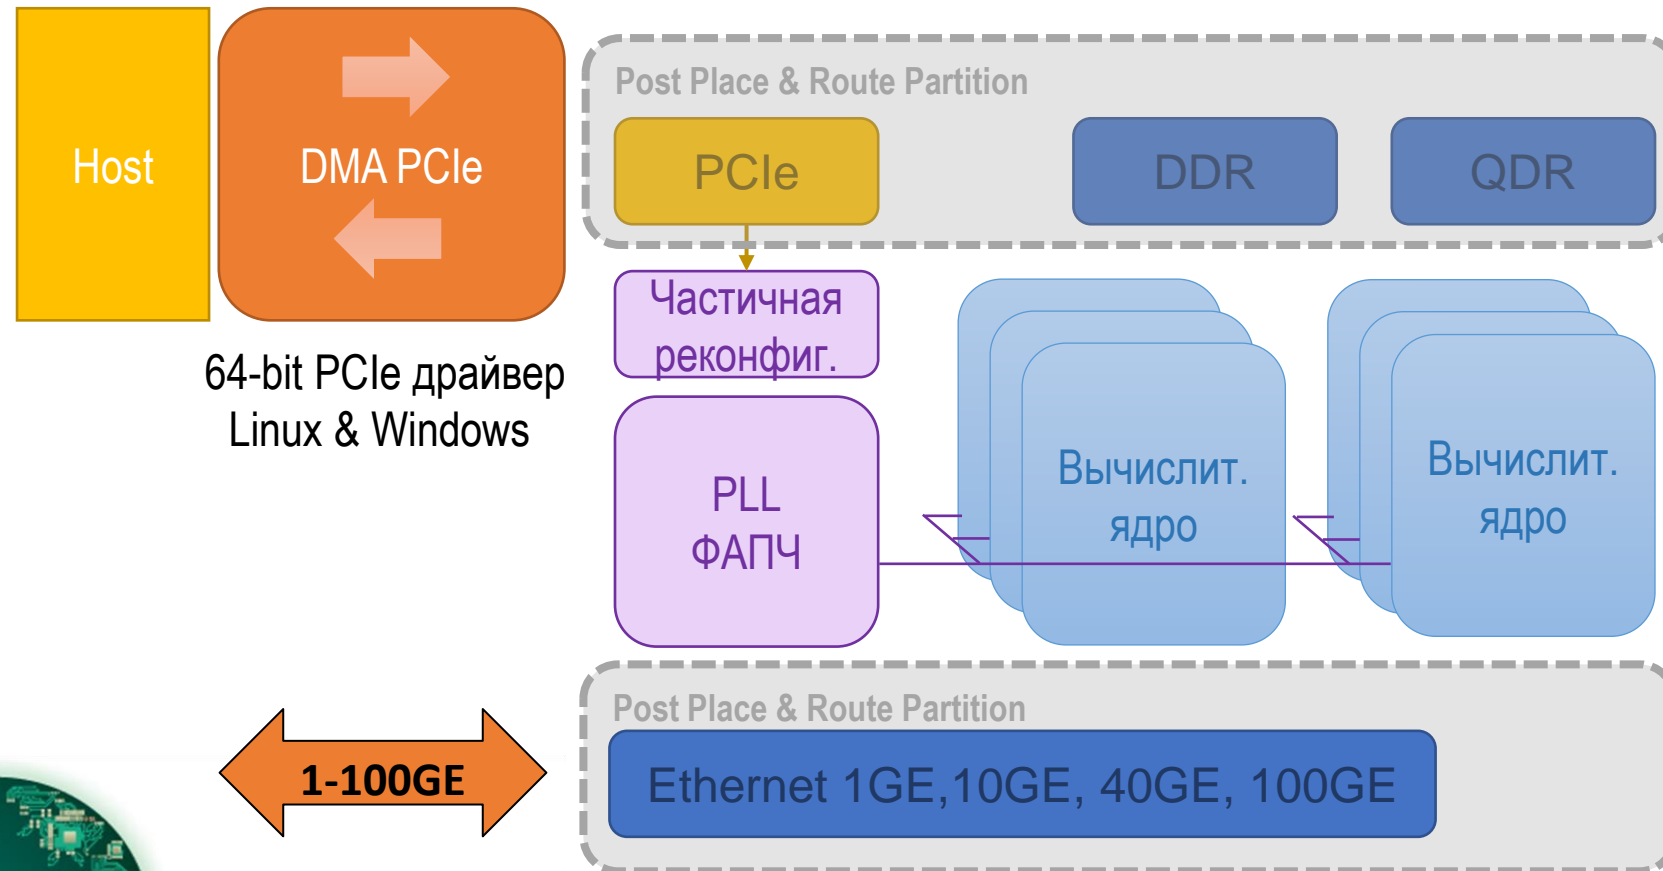 Host
DMA PCIe
64-bit PCIe драйвер
Linux & Windows
Post Place & Route Partition
PCIe
DDR
QDR
Частичная
реконфиг.
PLL
ФАПЧ
Вычислит.
ядро
Вычислит.
ядро
1-100GE
Post Place & Route Partition
Ethernet 1GE,10GE, 40GE, 100GE